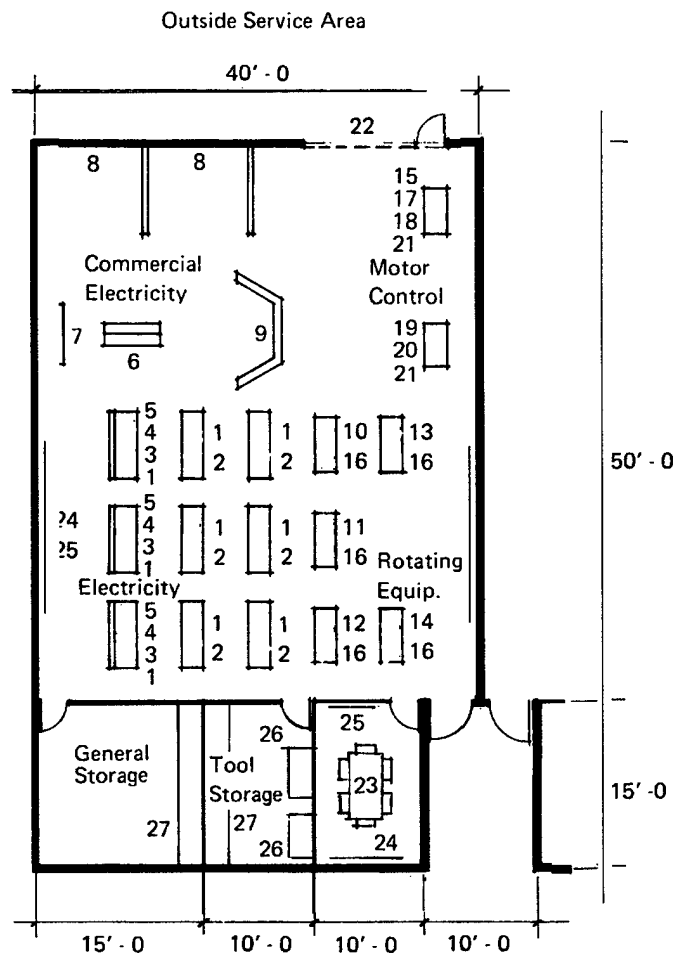 Outside Service Area
40' - 0
22
8
8
15
17
18
21
Commercial
Electricity
Motor
Control
7
6
9
19
20
21
5
4
3
1
1
2
1
2
10
16
13
16
50' - 0
24
25
5
4
3
1
1
2
1
2
11
16
Electricity
Rotating
Equip.
5
4
3
1
1
2
1
2
12
16
14
16
General
Storage
27
Tool
Storage
27
26
26
25
23
24
15' - 0
15' - 0
10' - 0
10' - 0
10' - 0